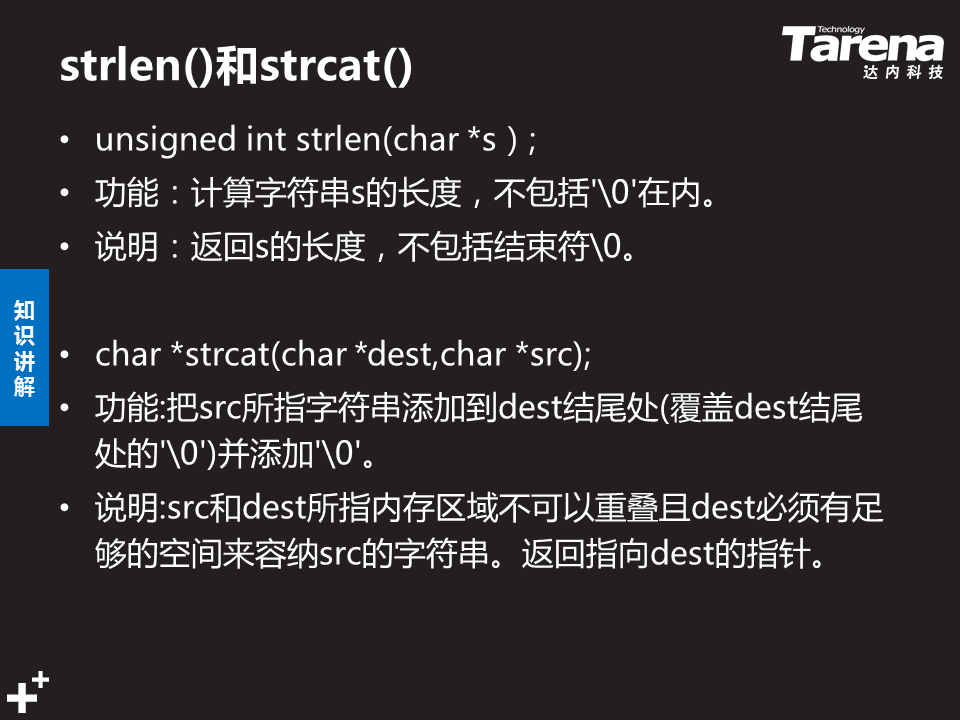 strlen()和strcat()
Technology
Tarena
达内科技
• unsigned int strlen(char *s ) ;
• 功能：计算字符串s的长度，不包括'\0'在内。
• 说明：返回s的长度，不包括结束符\0。
知识讲解
• char *strcat(char *dest,char *src);
• 功能:把src所指字符串添加到dest结尾处(覆盖dest结尾
处的'\0')并添加'\0'。
• 说明:src和dest所指内存区域不可以重叠且dest必须有足
够的空间来容纳src的字符串。返回指向dest的指针。